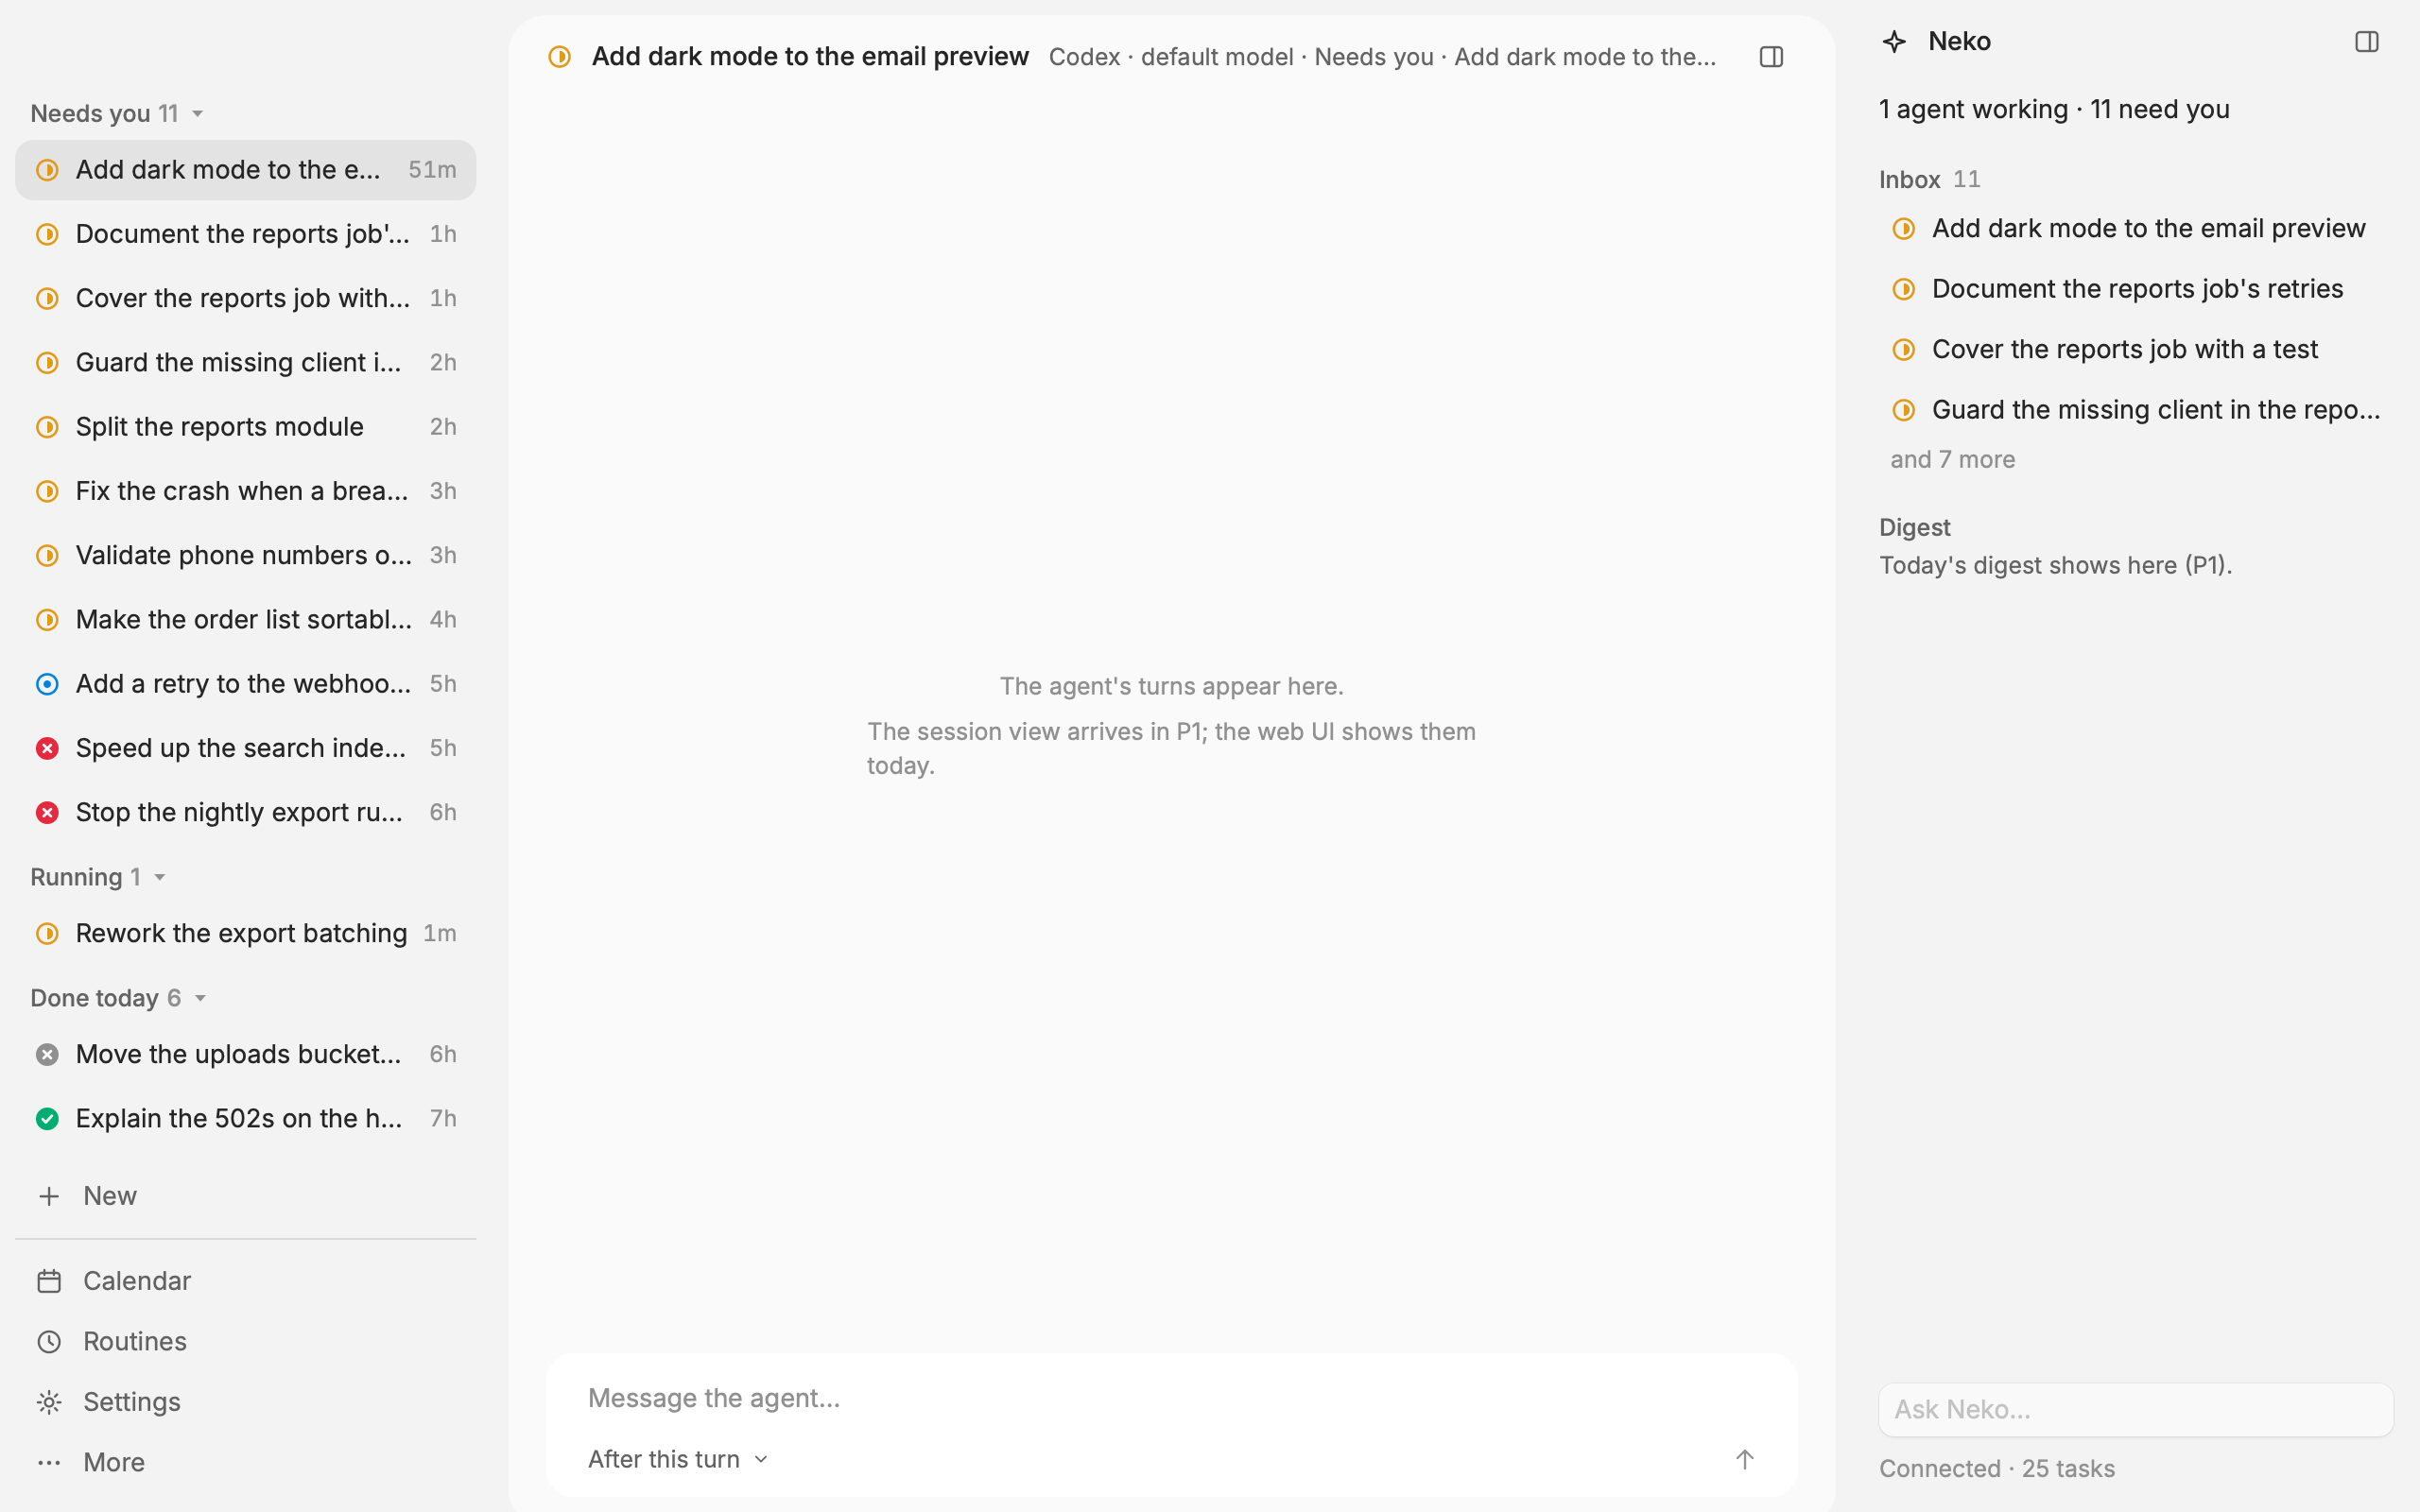 Needs you 11
Add dark mode to the e... 51m
Document the reports job'... 1h
Cover the reports job with... 1h
Guard the missing client i... 2h
Split the reports module 2h
Fix the crash when a brea... 3h
Validate phone numbers o... 3h
Make the order list sortabl... 4h
Add a retry to the webhoo... 5h
Speed up the search inde... 5h
Stop the nightly export ru... 6h
Running 1
Rework the export batching 1m
Done today 6
Move the uploads bucket... 6h
Explain the 502s on the h... 7h
New
Calendar
Routines
Settings
More
Add dark mode to the email preview Codex · default model · Needs you · Add dark mode to the...
The agent's turns appear here.
The session view arrives in P1; the web UI shows them
today.
Message the agent...
After this turn
Neko
1 agent working · 11 need you
Inbox 11
Add dark mode to the email preview
Document the reports job's retries
Cover the reports job with a test
Guard the missing client in the repo...
and 7 more
Digest
Today's digest shows here (P1).
Ask Neko...
Connected · 25 tasks